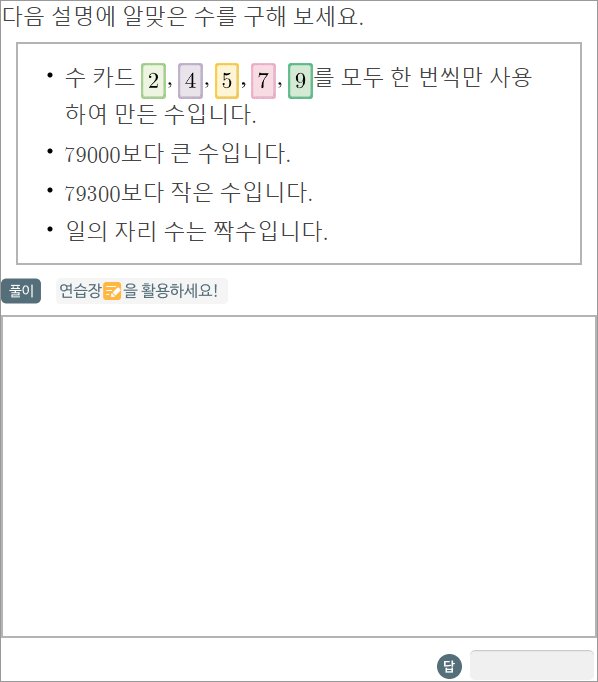 다음 설명에 알맞은 수를 구해 보세요.
• 수 카드 2, 4, 5, 7, 9를 모두 한 번씩만 사용
하여 만든 수입니다.
• 79000보다 큰 수입니다.
• 79300보다 작은 수입니다.
• 일의 자리 수는 짝수입니다.
풀이 연습장을 활용하세요!
답